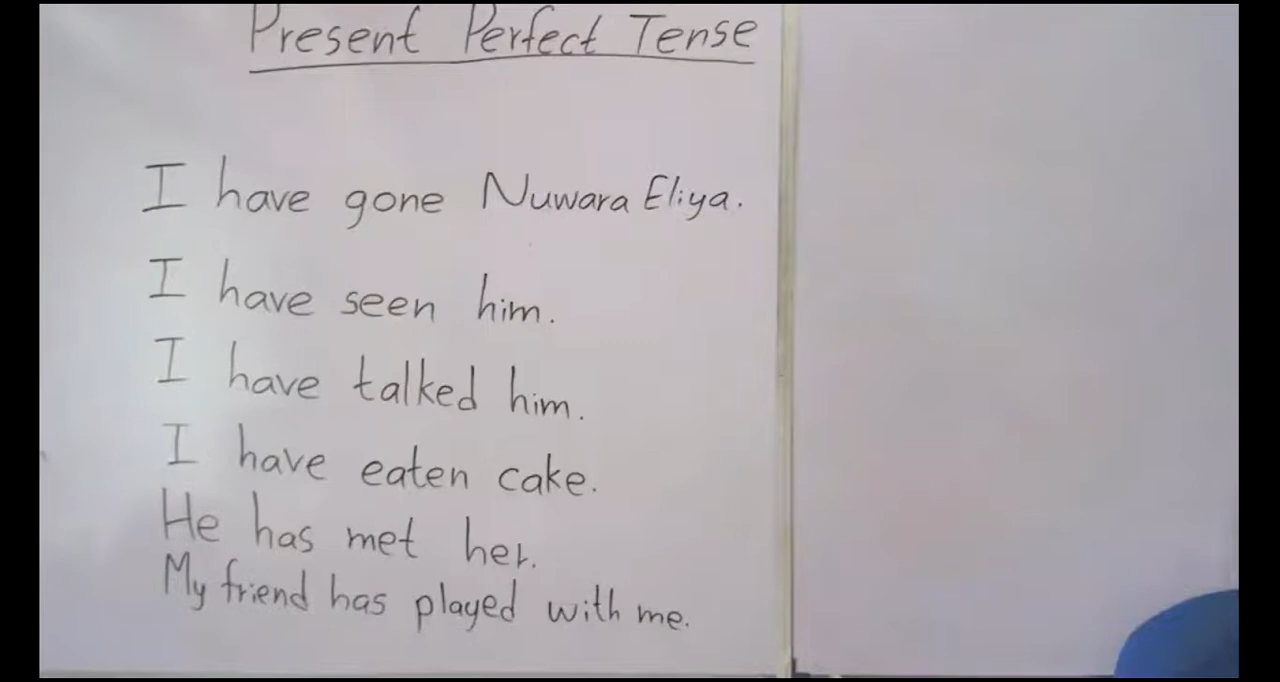 Present Perfect Tense
I have gone Nuwara Eliya.
I have seen him.
I have talked him.
I have eaten cake.
He has met her.
My friend has played with me.